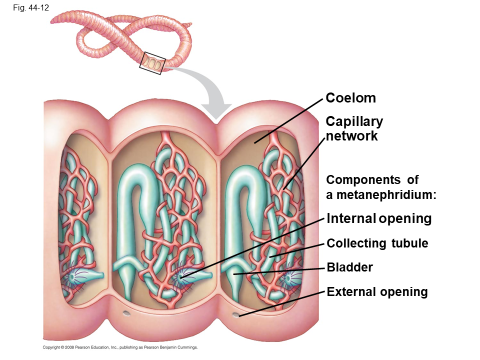 Fig. 44-12
Coelom
Capillary
network
Components of
a metanephridium:
Internal opening
Collecting tubule
Bladder
External opening
Copyright © 2008 Pearson Education, Inc., publishing as Pearson Benjamin Cummings.